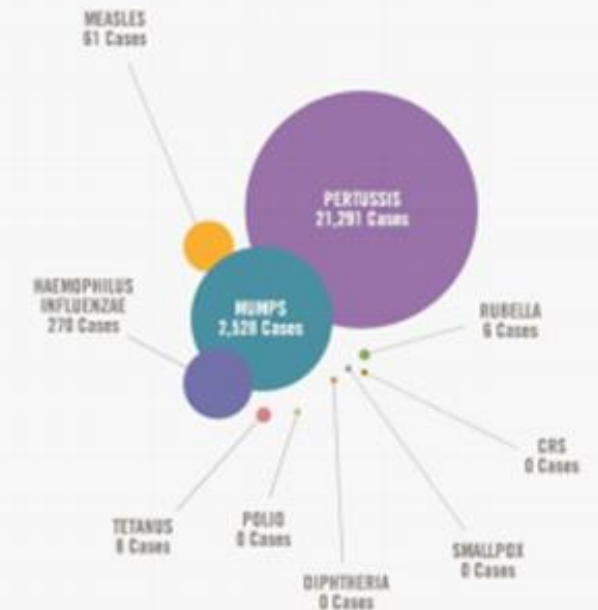 MEASLES
61 Cases
PERTUSSIS
21,291 Cases
HAEMOPHILUS
INFLUENZAE
270 Cases
MUMPS
2,528 Cases
RUBELLA
6 Cases
CRS
0 Cases
TETANUS
8 Cases
POLIO
0 Cases
SMALLPOX
0 Cases
DIPHTHERIA
0 Cases